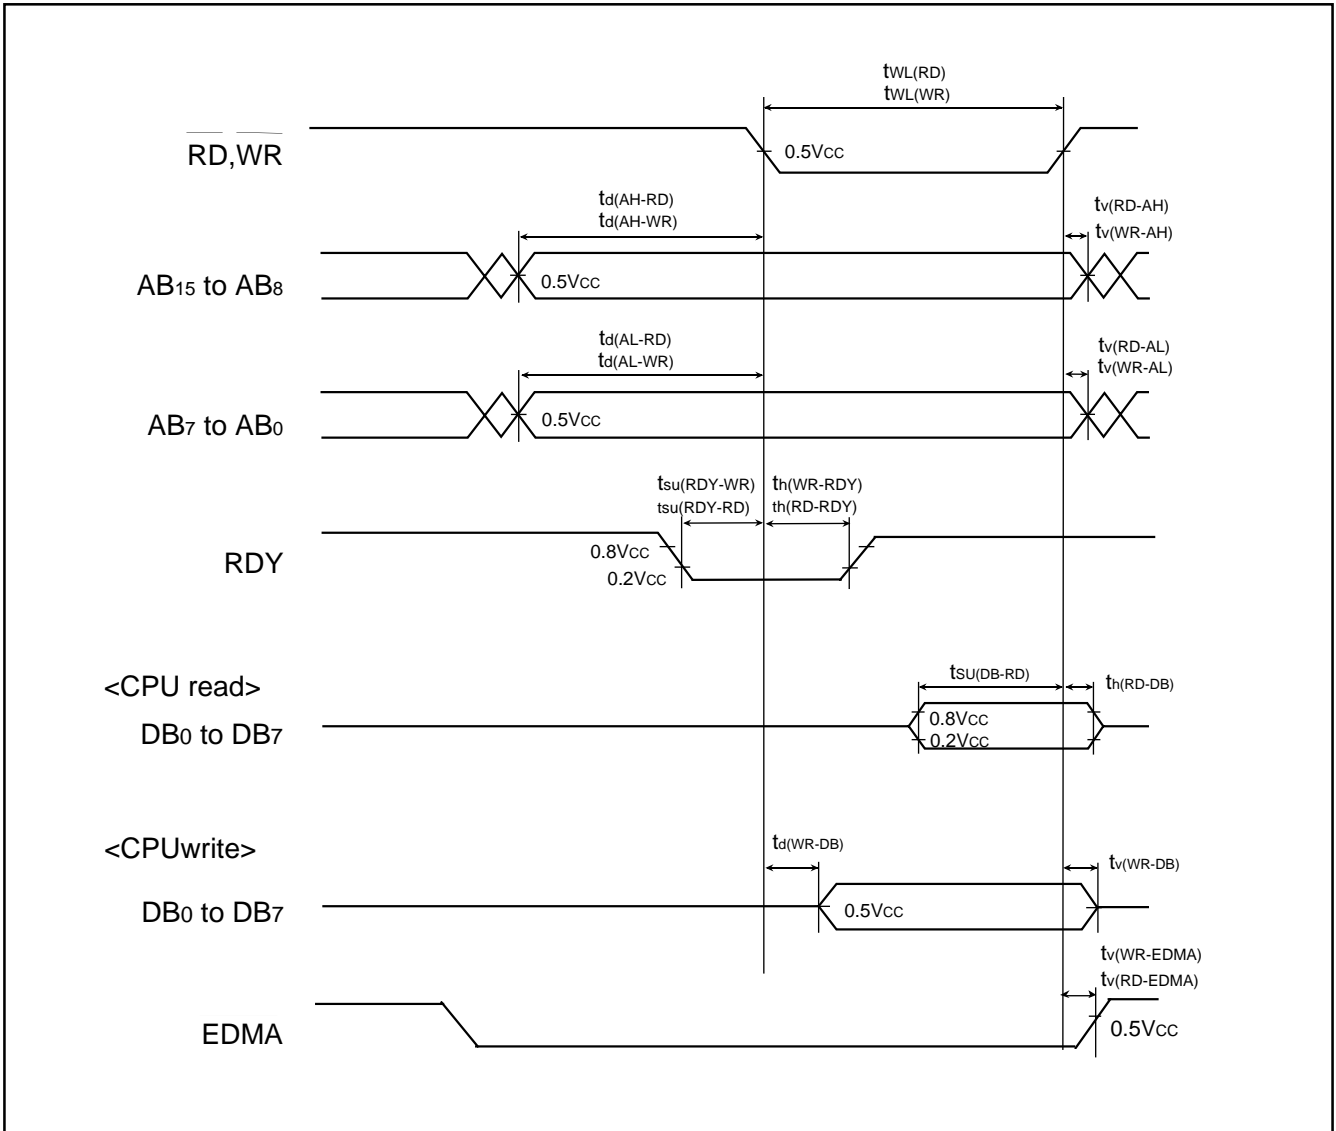 tWL(RD)
tWL(WR)
RD,WR
0.5VCC
td(AH-RD)
td(AH-WR)
tv(RD-AH)
tv(WR-AH)
AB15 to AB8
0.5VCC
td(AL-RD)
td(AL-WR)
tv(RD-AL)
tv(WR-AL)
AB7 to AB0
0.5VCC
tsu(RDY-WR)
th(WR-RDY)
tsu(RDY-RD)
th(RD-RDY)
RDY
0.8VCC
0.2VCC
<CPU read>
tSU(DB-RD)
th(RD-DB)
DB0 to DB7
0.8VCC
0.2VCC
<CPUwrite>
td(WR-DB)
tv(WR-DB)
DB0 to DB7
0.5VCC
tv(WR-EDMA)
tv(RD-EDMA)
EDMA
0.5VCC